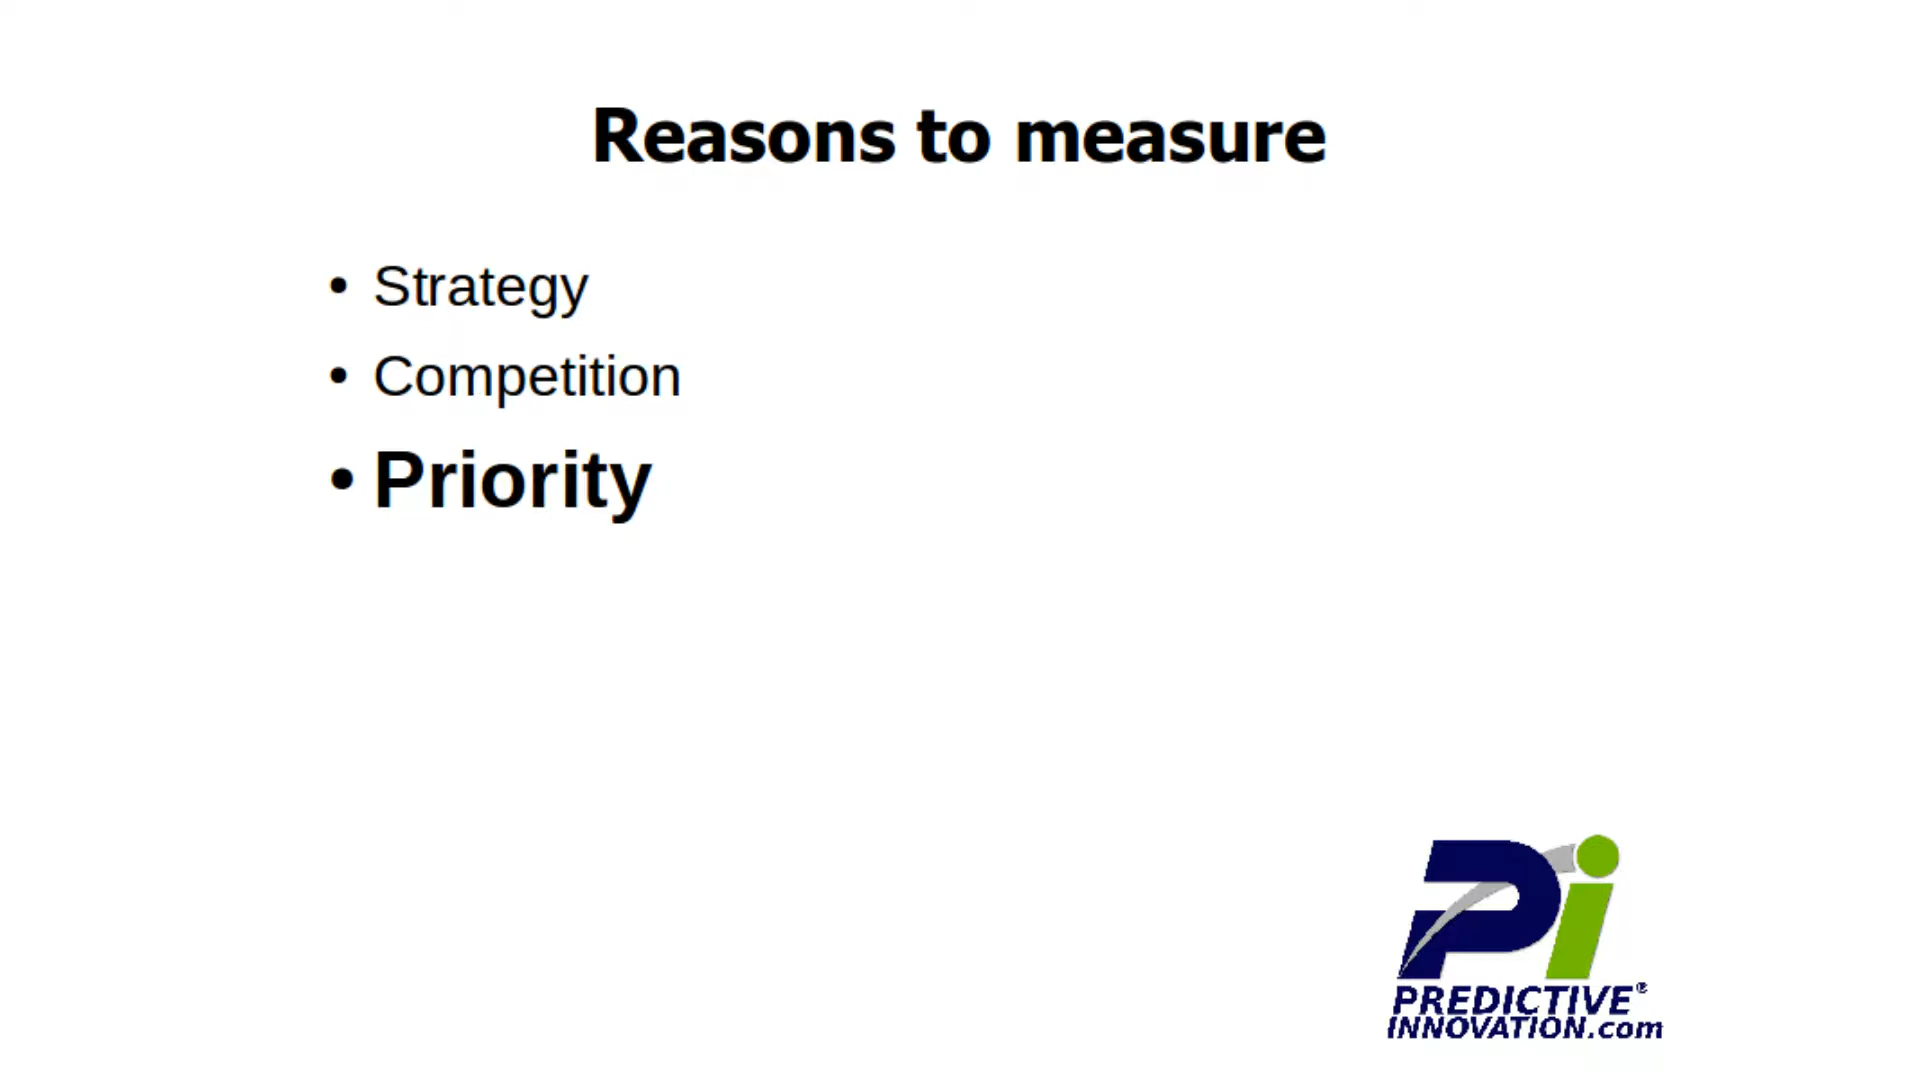 Reasons to measure
• Strategy
• Competition
• Priority
Pi
PREDICTIVE®
INNOVATION.com